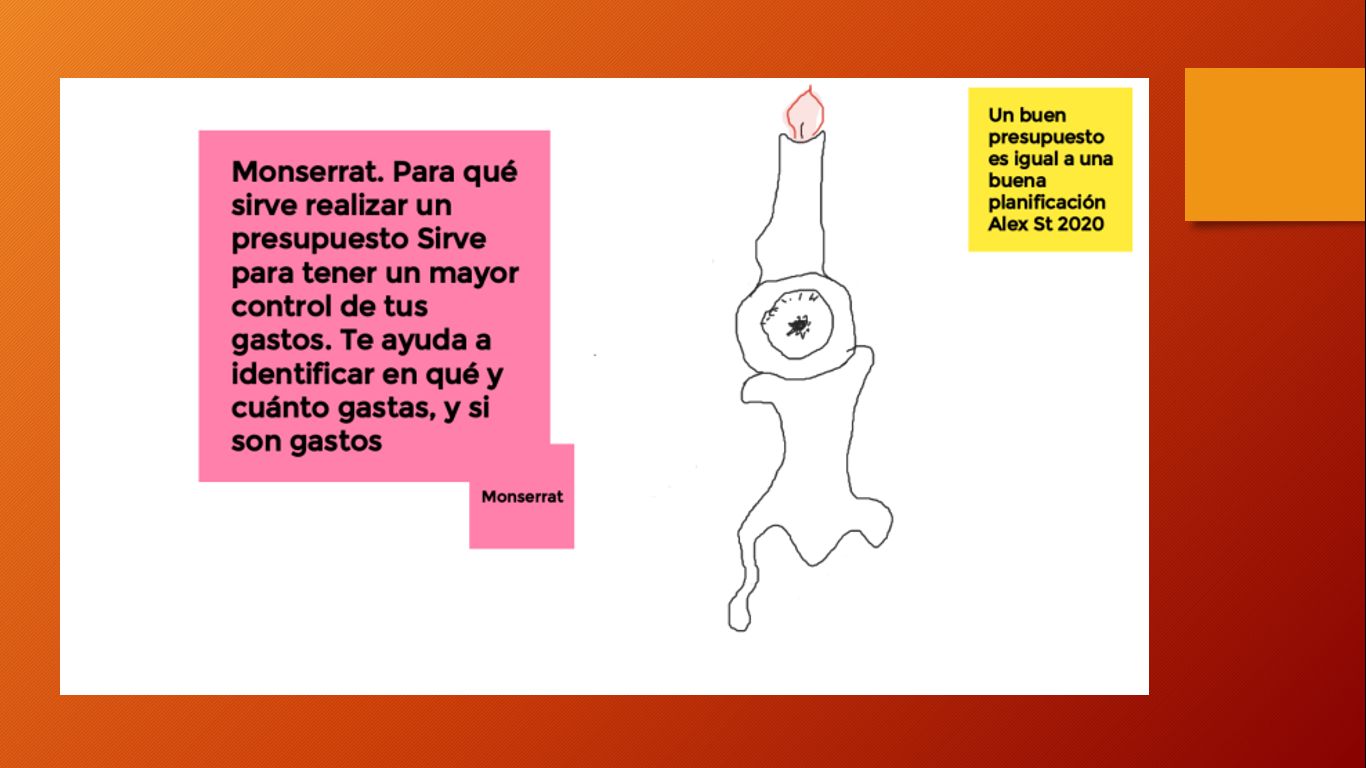 Monserrat. Para qué
sirve realizar un
presupuesto Sirve
para tener un mayor
control de tus
gastos. Te ayuda a
identificar en qué y
cuánto gastas, y si
son gastos
Monserrat
Un buen
presupuesto
es igual a una
buena
planificación
Alex St 2020